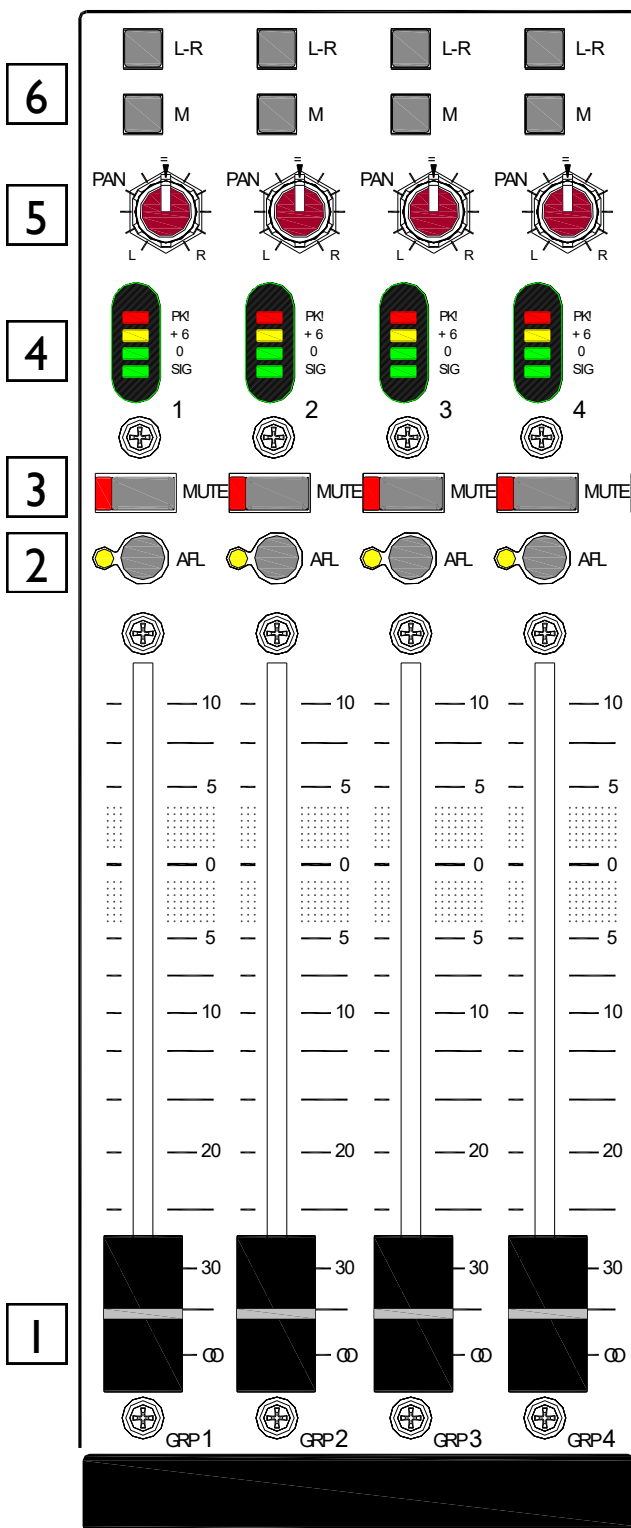 L-R L-R L-R L-R
6
M M M M
= = = =
PAN PAN PAN PAN
5
L R L R L R L R
PK! PK! PK! PK!
+6 +6 +6 +6
4
0 0 0 0
SIG SIG SIG SIG
1 2 3 4
3 MUTE MUTE MUTE MUTE
2 AFL AFL AFL AFL
10 10 10 10
5 5 5 5
0 0 0 0
5 5 5 5
10 10 10 10
20 20 20 20
30 30 30 30
1
∞ ∞ ∞ ∞
GRP1 GRP2 GRP3 GRP4